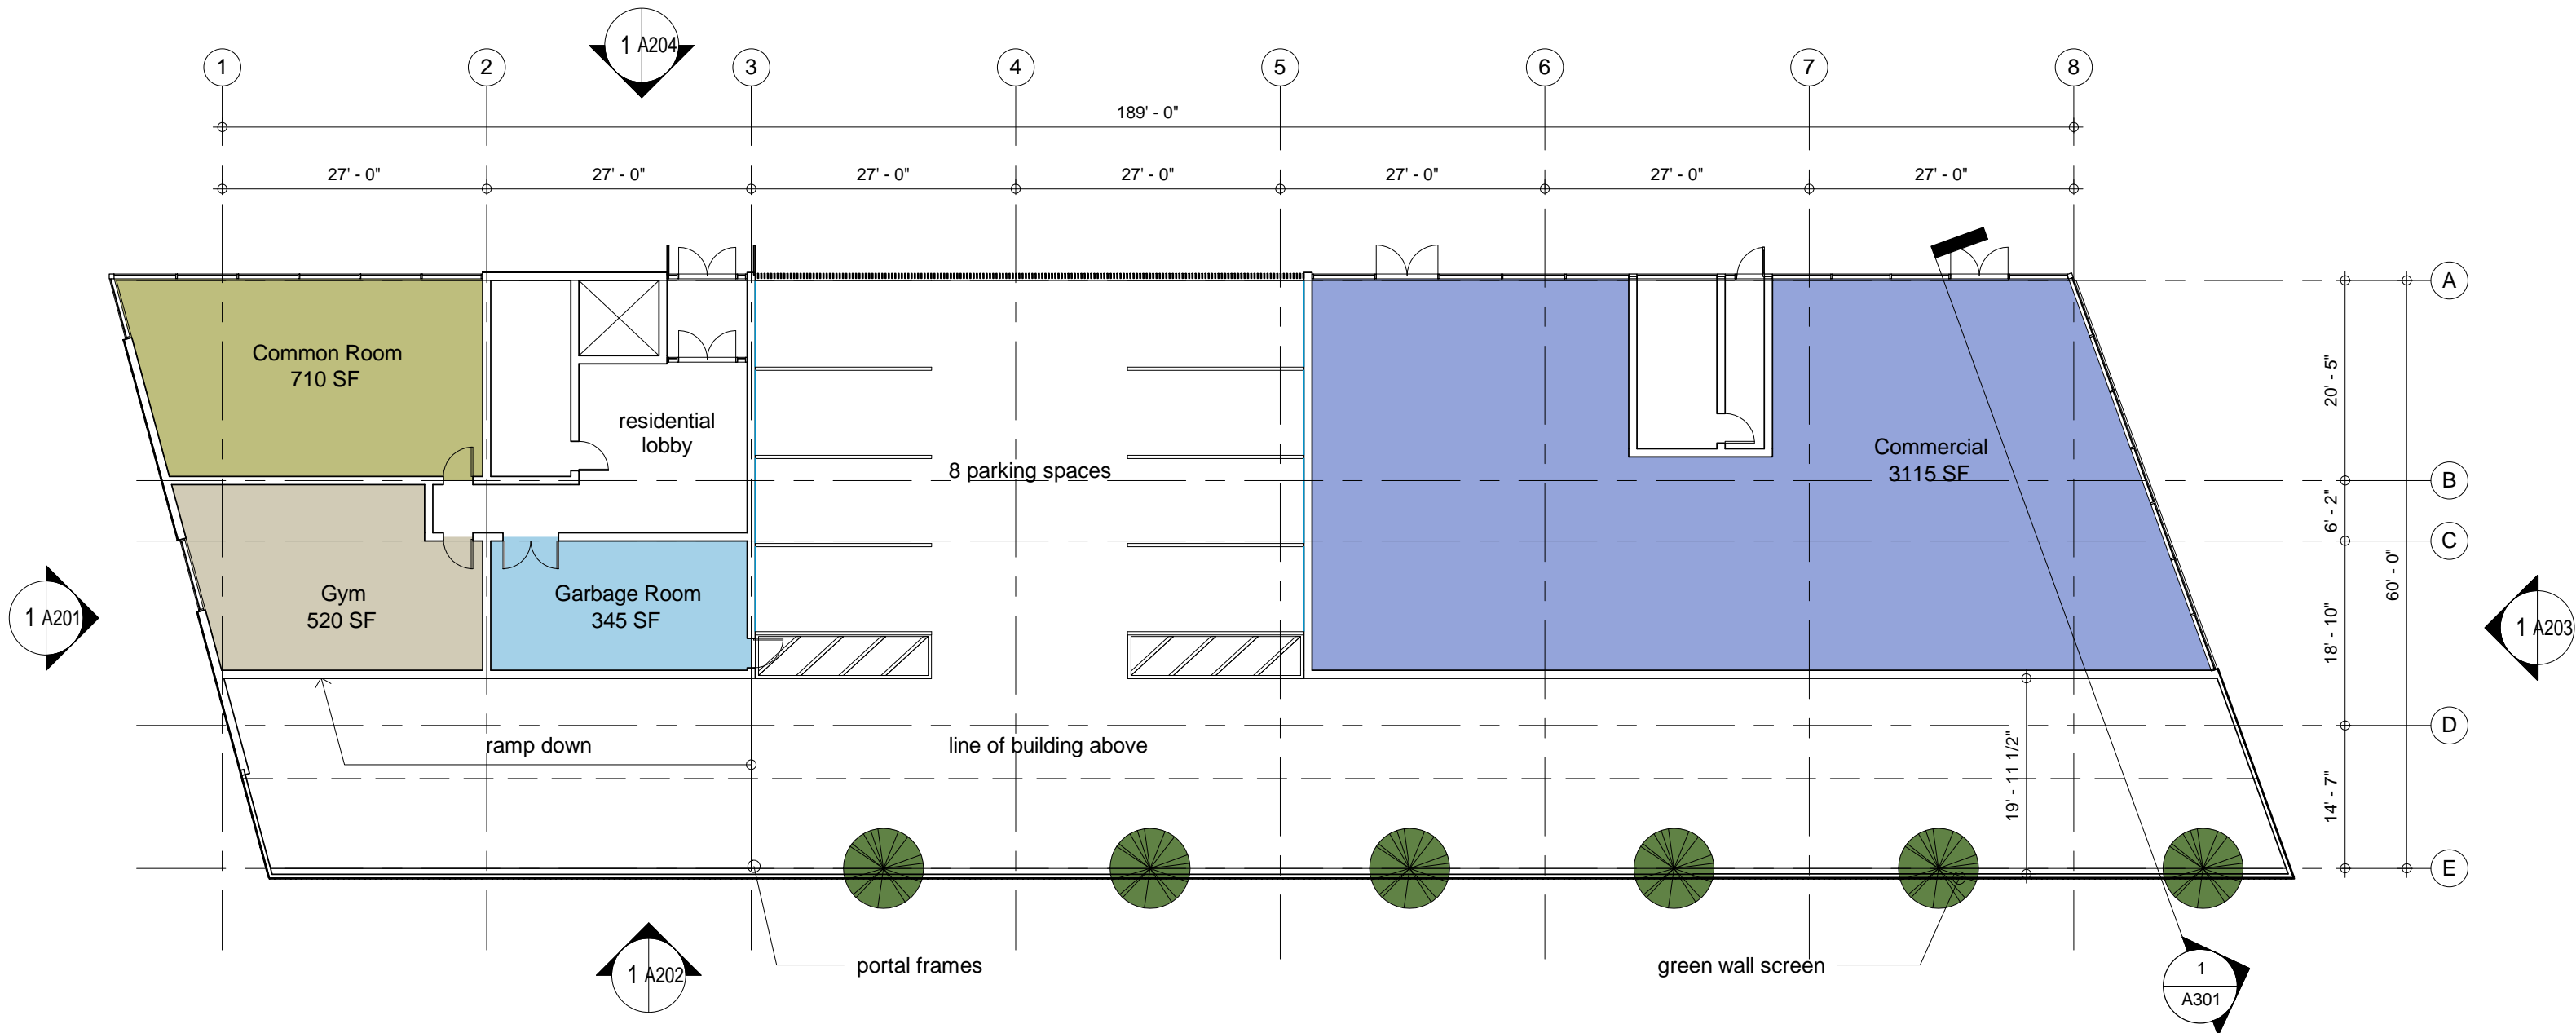 1 A204
1
2
3
4
5
6
7
8
189' - 0"
27' - 0"
27' - 0"
27' - 0"
27' - 0"
27' - 0"
27' - 0"
27' - 0"
A
Common Room
710 SF
residential
lobby
8 parking spaces
Commercial
3115 SF
20' - 5"
B
6' - 2"
C
60' - 0"
1 A201
Gym
520 SF
Garbage Room
345 SF
18' - 10"
1 A203
D
ramp down
line of building above
19' - 11 1/2"
14' - 7"
E
1 A202
portal frames
green wall screen
1
A301